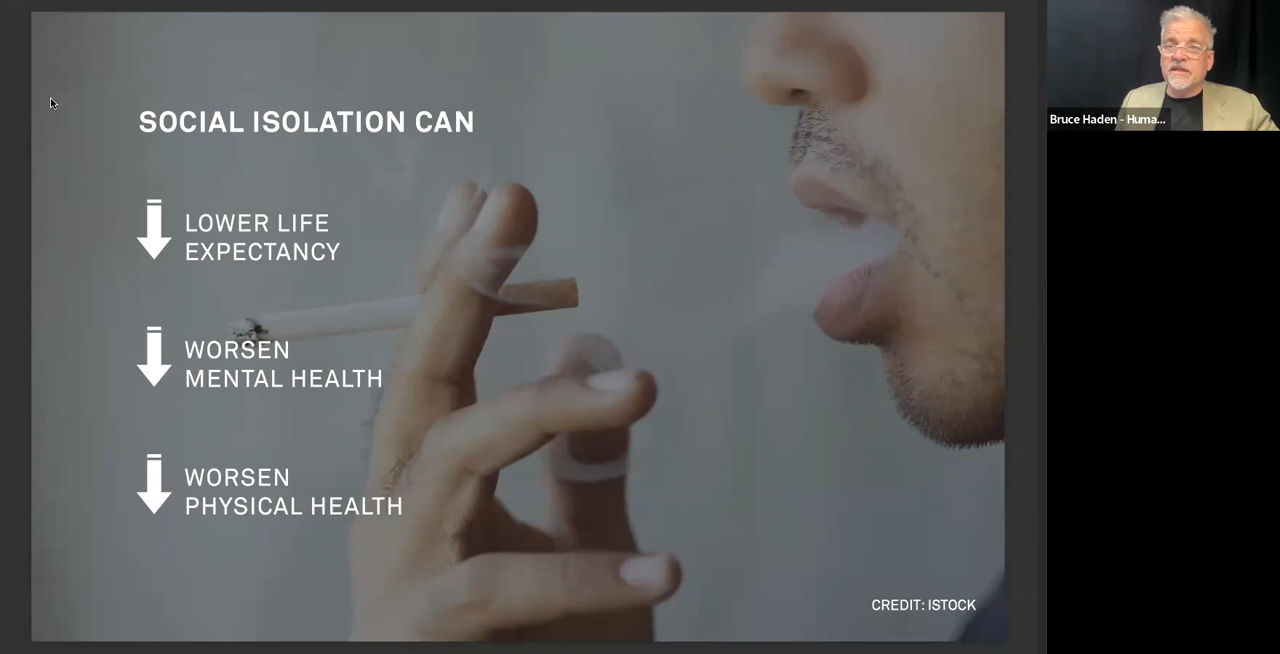 SOCIAL ISOLATION CAN
LOWER LIFE
EXPECTANCY
WORSEN
MENTAL HEALTH
WORSEN
PHYSICAL HEALTH
CREDIT: ISTOCK
Bruce Haden - Huma...